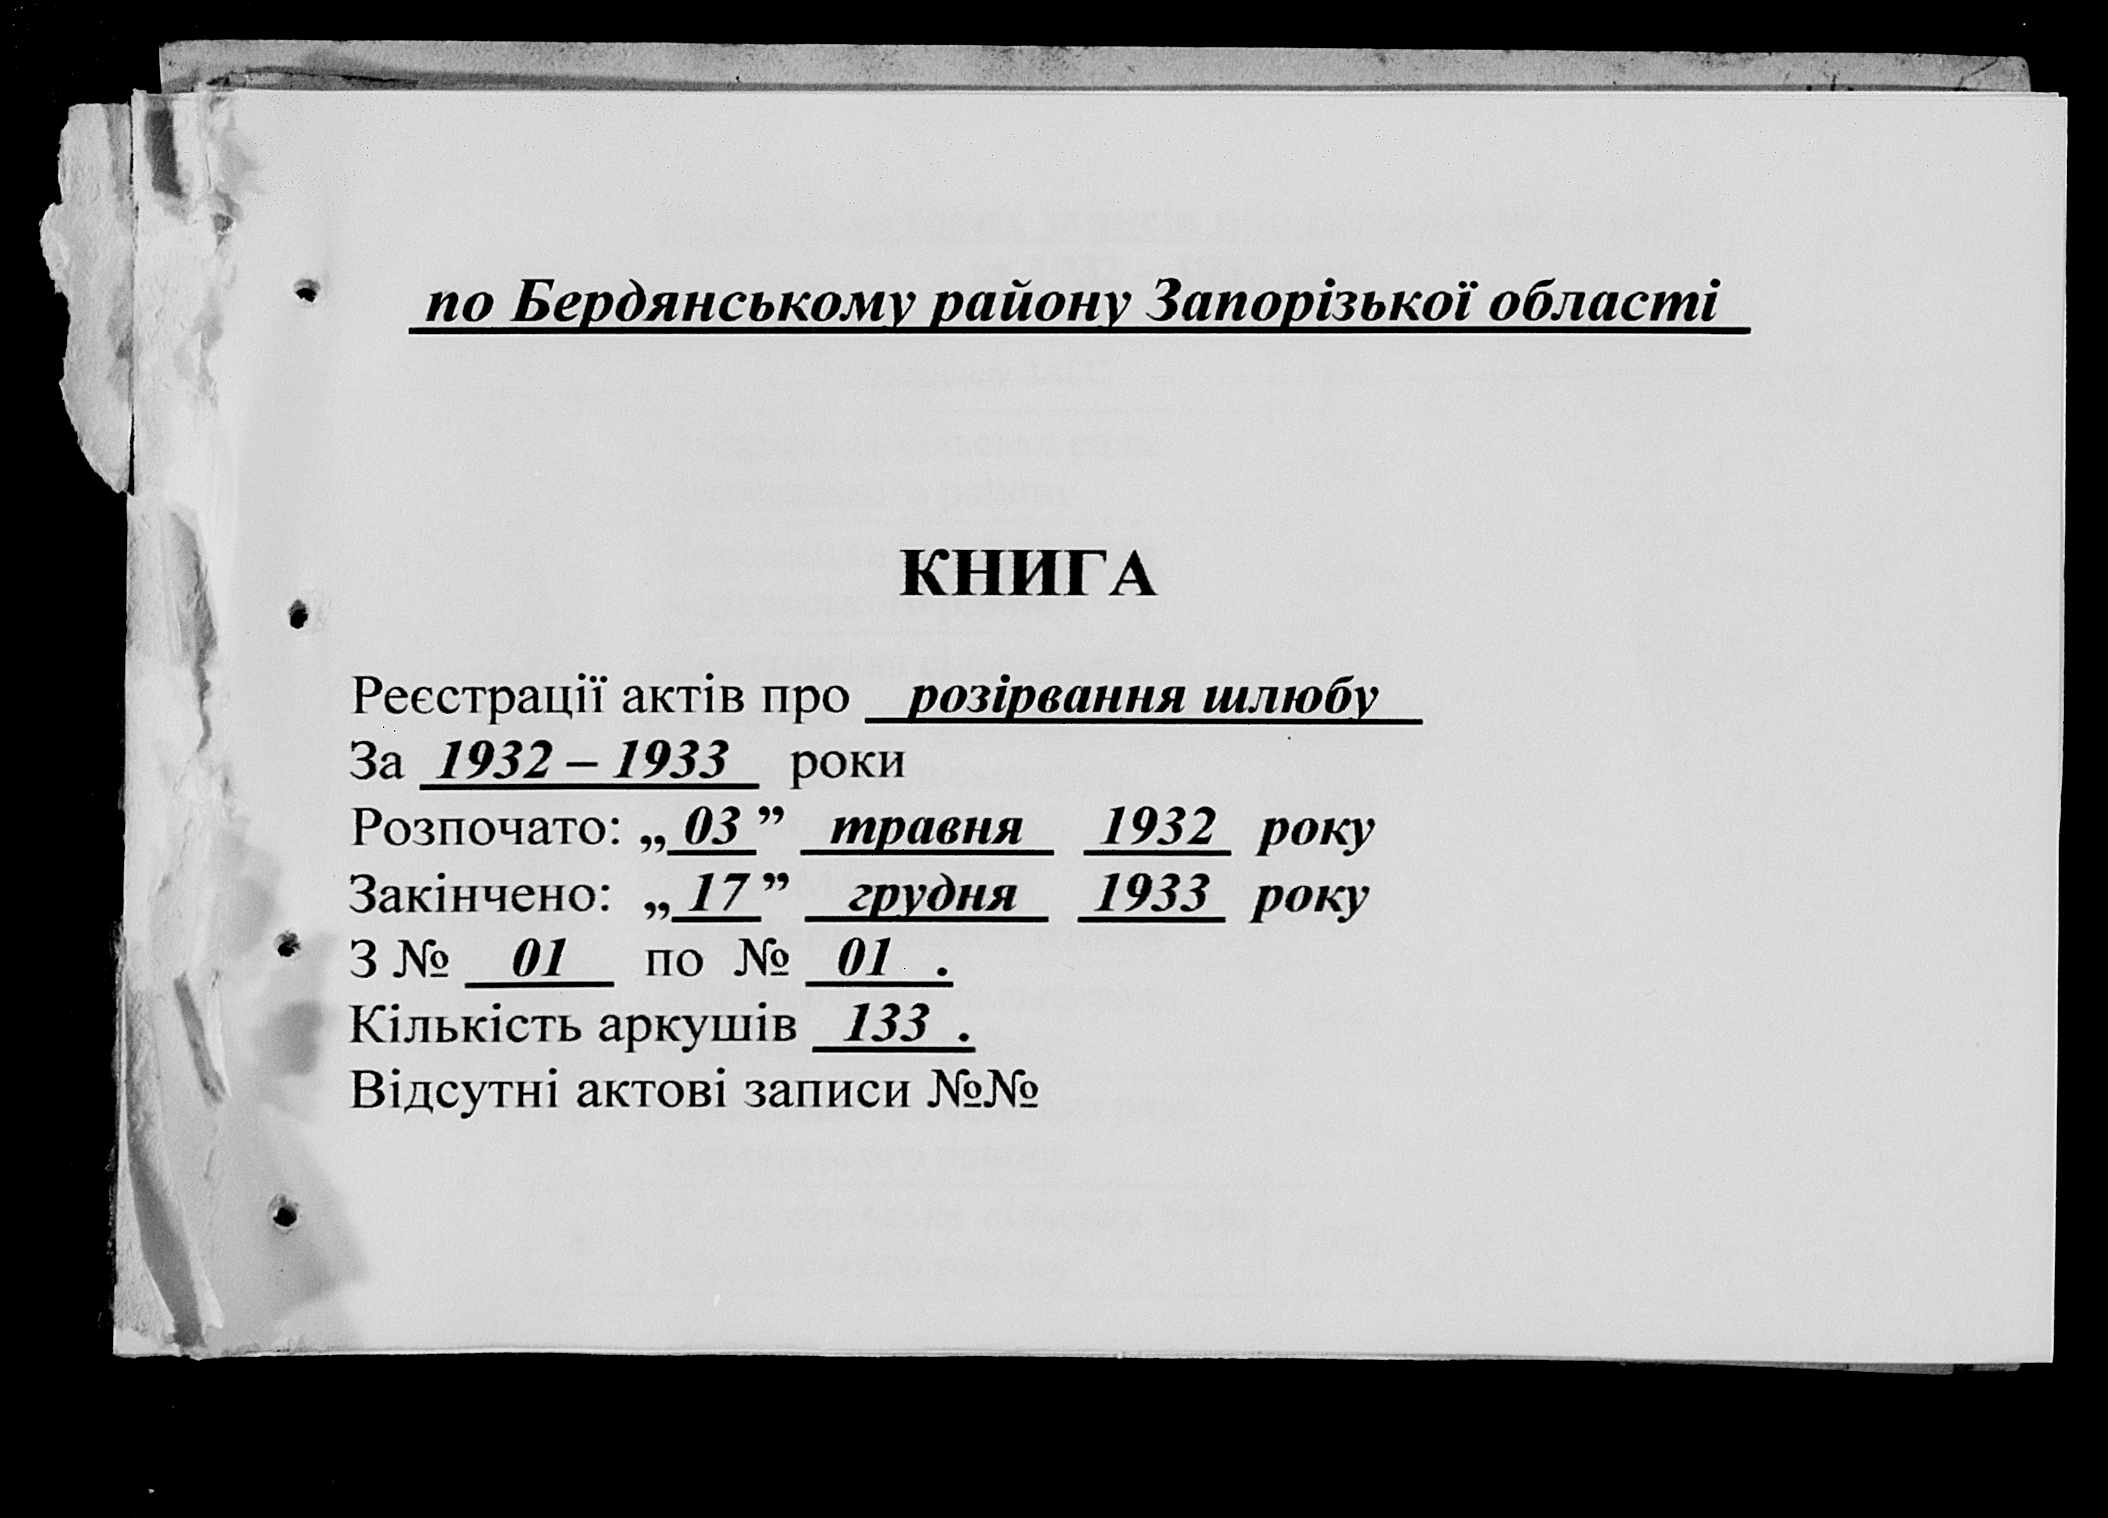 по Бердянському району Запорізької області
КНИГА
Реєстрації актів про розірвання шлюбу
За 1932 – 1933 роки
Розпочато: „ 03 ” травня 1932 року
Закінчено: „ 17 ” грудня 1933 року
З № 01 по № 01 .
Кількість аркушів 133 .
Відсутні актові записи №№